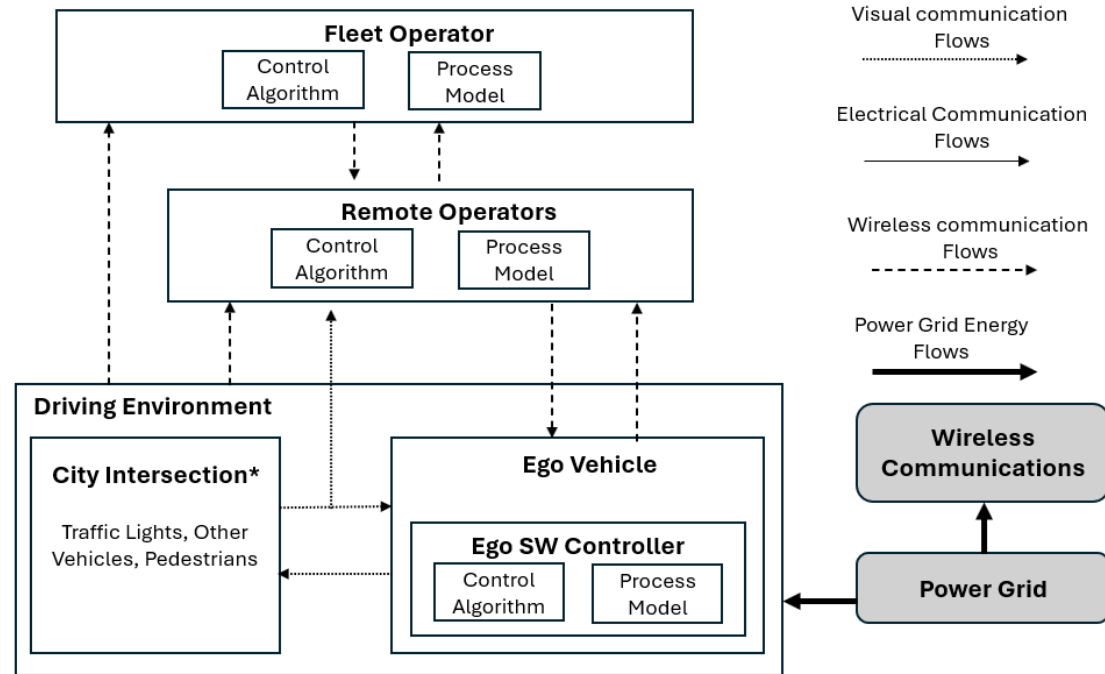 Fleet Operator
Control
Algorithm
Process
Model
Remote Operators
Control
Algorithm
Process
Model
Driving Environment
City Intersection*
Traffic Lights, Other
Vehicles, Pedestrians
Ego Vehicle
Ego SW Controller
Control
Algorithm
Process
Model
Visual communication
Flows
Electrical Communication
Flows
Wireless communication
Flows
Power Grid Energy
Flows
Wireless
Communications
Power Grid